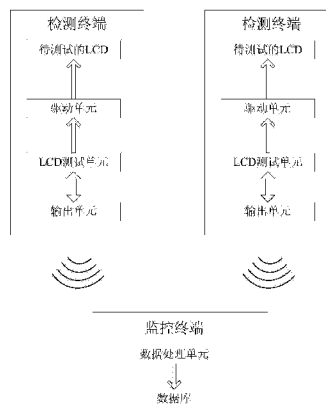 检测终端
待测试的LCD
驱动单元
LCD测试单元
输出单元
检测终端
待测试的LCD
驱动单元
LCD测试单元
输出单元
监控终端
数据处理单元
数据库